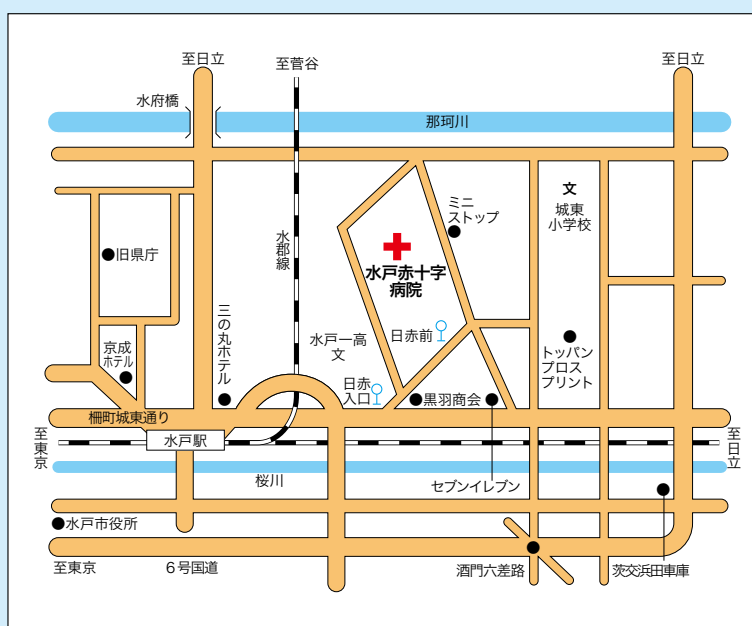 至日立
至菅谷
至日立
水府橋
那珂川
文
城東
小学校
ミニ
ストップ
水郡線
旧県庁
水戸赤十字
病院
三の丸ホテル
水戸一高
文
日赤前
京成
ホテル
トッパン
プロス
プリント
日赤
入口
黒羽商会
柵町城東通り
至東京
水戸駅
至日立
桜川
セブンイレブン
水戸市役所
至東京
６号国道
酒門六差路
茨交浜田車庫